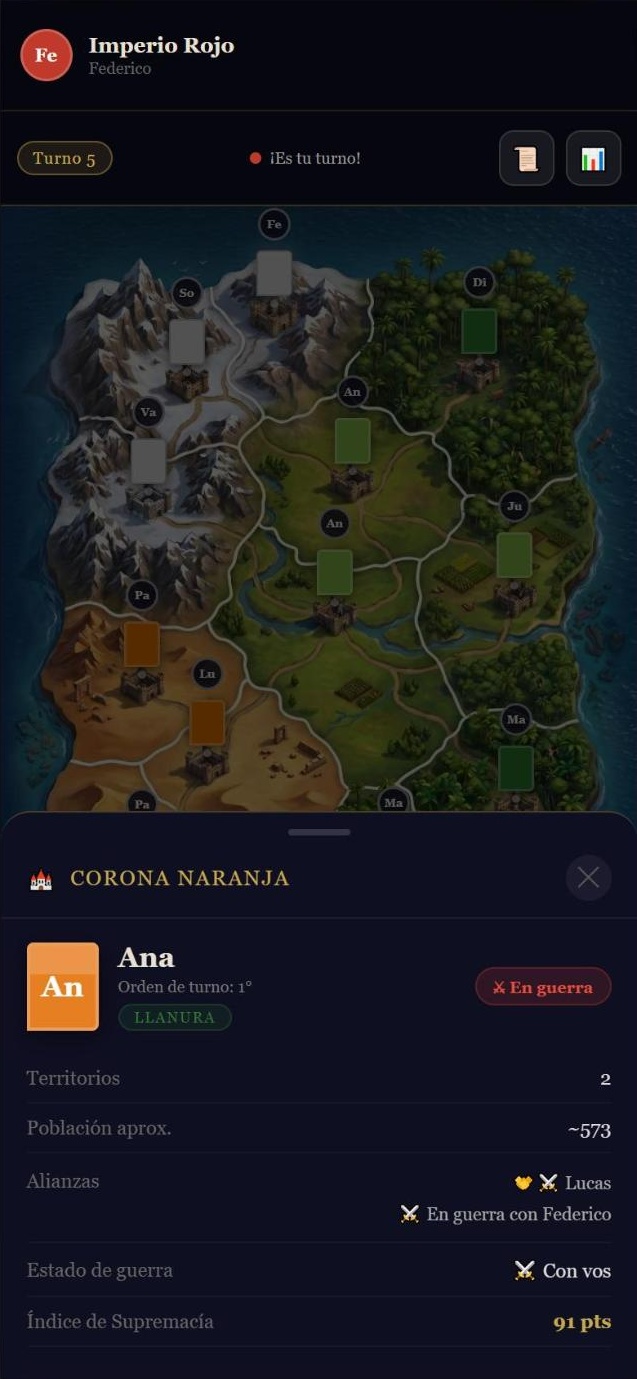 Fe
Imperio Rojo
Federico
Turno 5
¡Es tu turno!
Fe
So
Di
Va
An
An
Ju
Pa
Lu
Ma
Pa
Ma
CORONA NARANJA
An
Ana
Orden de turno: 1°
LLANURA
En guerra
Territorios
2
Población aprox.
~573
Alianzas
Lucas
En guerra con Federico
Estado de guerra
Con vos
Índice de Supremacía
91 pts